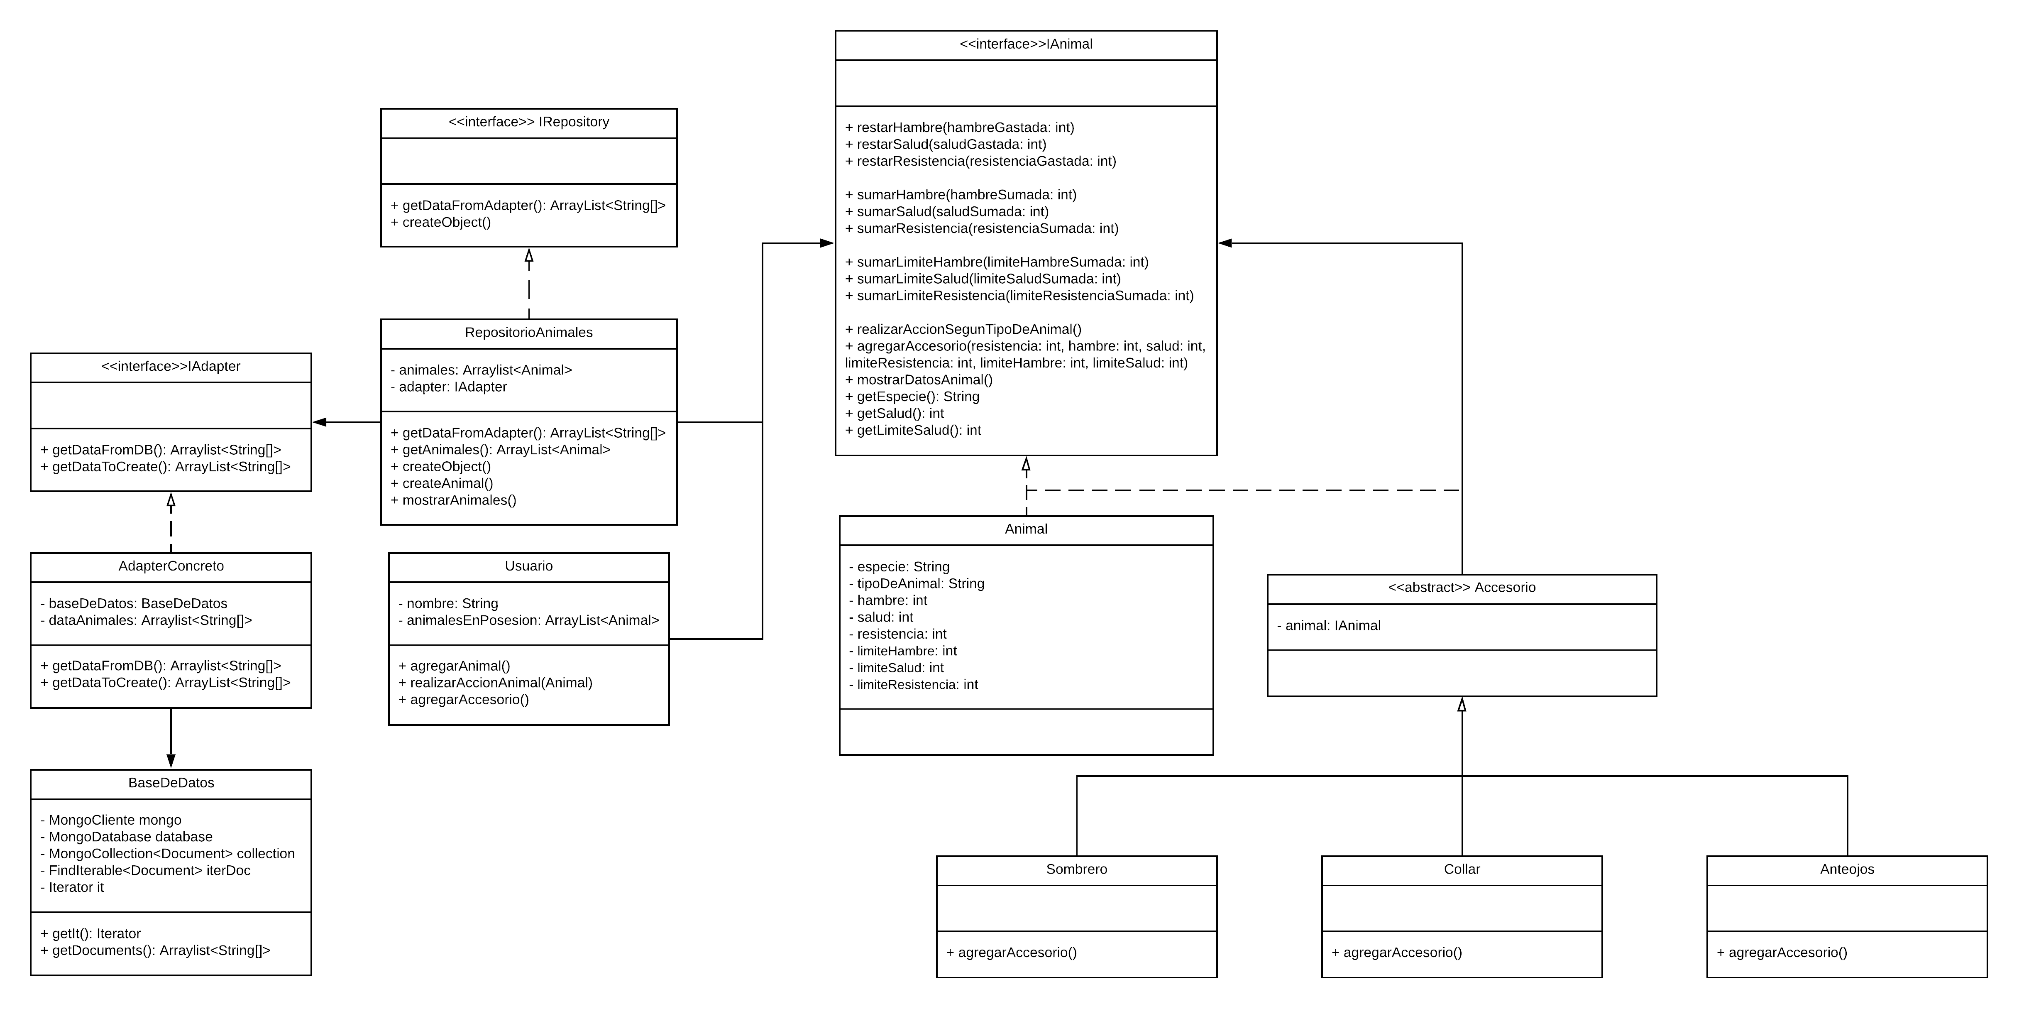 <<interface>>IAnimal
+ restarHambre(hambreGastada: int)
+ restarSalud(saludGastada: int)
+ restarResistencia(resistenciaGastada: int)
+ sumarHambre(hambreSumada: int)
+ sumarSalud(saludSumada: int)
+ sumarResistencia(resistenciaSumada: int)
+ sumarLimiteHambre(limiteHambreSumada: int)
+ sumarLimiteSalud(limiteSaludSumada: int)
+ sumarLimiteResistencia(limiteResistenciaSumada: int)
+ realizarAccionSegunTipoDeAnimal()
+ agregarAccesorio(resistencia: int, hambre: int, salud: int,
limiteResistencia: int, limiteHambre: int, limiteSalud: int)
+ mostrarDatosAnimal()
+ getEspecie(): String
+ getSalud(): int
+ getLimiteSalud(): int
<<interface>> IRepository
+ getDataFromAdapter(): ArrayList<String[]>
+ createObject()
RepositorioAnimales
- animales: Arraylist<Animal>
- adapter: IAdapter
+ getDataFromAdapter(): ArrayList<String[]>
+ getAnimales(): ArrayList<Animal>
+ createObject()
+ createAnimal()
+ mostrarAnimales()
<<interface>>IAdapter
+ getDataFromDB(): Arraylist<String[]>
+ getDataToCreate(): ArrayList<String[]>
AdapterConcreto
- baseDeDatos: BaseDeDatos
- dataAnimales: Arraylist<String[]>
+ getDataFromDB(): Arraylist<String[]>
+ getDataToCreate(): ArrayList<String[]>
Usuario
- nombre: String
- animalesEnPosesion: ArrayList<Animal>
+ agregarAnimal()
+ realizarAccionAnimal(Animal)
+ agregarAccesorio()
Animal
- especie: String
- tipoDeAnimal: String
- hambre: int
- salud: int
- resistencia: int
- limiteHambre: int
- limiteSalud: int
- limiteResistencia: int
<<abstract>> Accesorio
- animal: IAnimal
BaseDeDatos
- MongoCliente mongo
- MongoDatabase database
- MongoCollection<Document> collection
- FindIterable<Document> iterDoc
- Iterator it
+ getIt(): Iterator
+ getDocuments(): Arraylist<String[]>
Sombrero
+ agregarAccesorio()
Collar
+ agregarAccesorio()
Anteojos
+ agregarAccesorio()